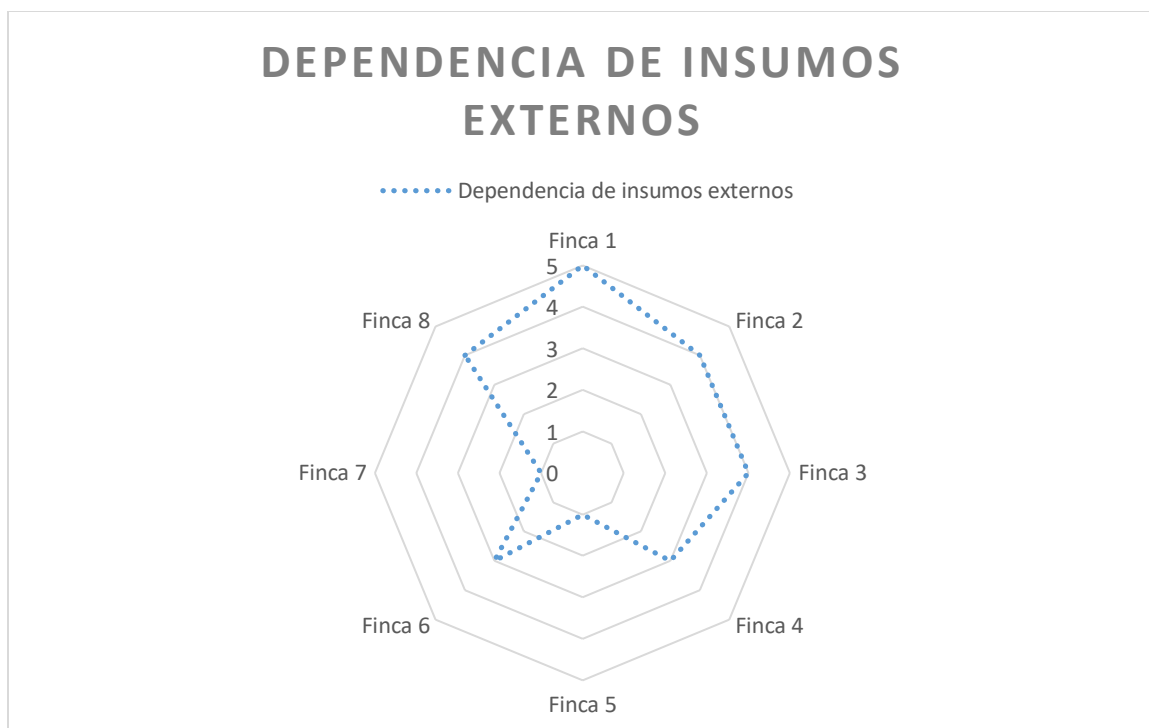 DEPENDENCIA DE INSUMOS
EXTERNOS
Dependencia de insumos externos
Finca 1
5
Finca 8
4
Finca 2
3
2
1
Finca 7
0
Finca 3
Finca 6
Finca 4
Finca 5